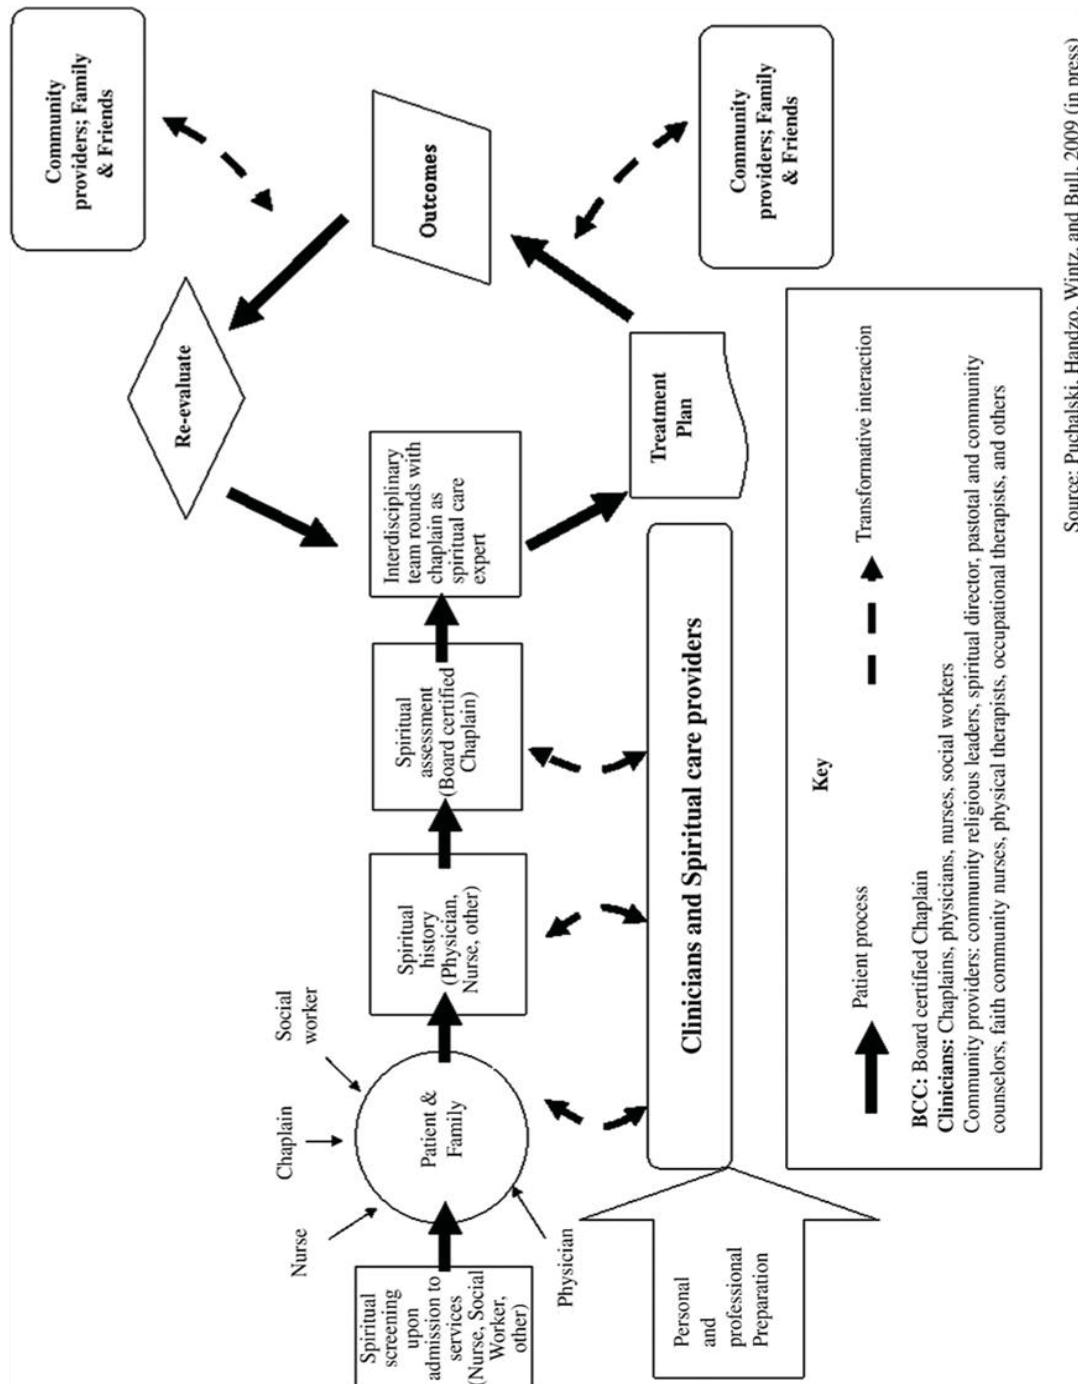 Spiritual
screening
upon
admission to
services
(Nurse, Social
Worker,
other)
Nurse
Chaplain
Social
worker
Physician
Patient &
Family
Spiritual
history
(Physician,
Nurse, other)
Spiritual
assessment
(Board certified
Chaplain)
Interdisciplinary
team rounds with
chaplain as
spiritual care
expert
Re-evaluate
Community
providers; Family
& Friends
Outcomes
Treatment
Plan
Community
providers; Family
& Friends
Clinicians and Spiritual care providers
Personal
and
professional
Preparation
Key
Patient process
Transformative interaction
BCC: Board certified Chaplain
Clinicians: Chaplains, physicians, nurses, social workers
Community providers: community religious leaders, spiritual director, pastotal and community
counselors, faith community nurses, physical therapists, occupational therapists, and others
Source: Puchalski, Handzo, Wintz, and Bull, 2009 (in press)